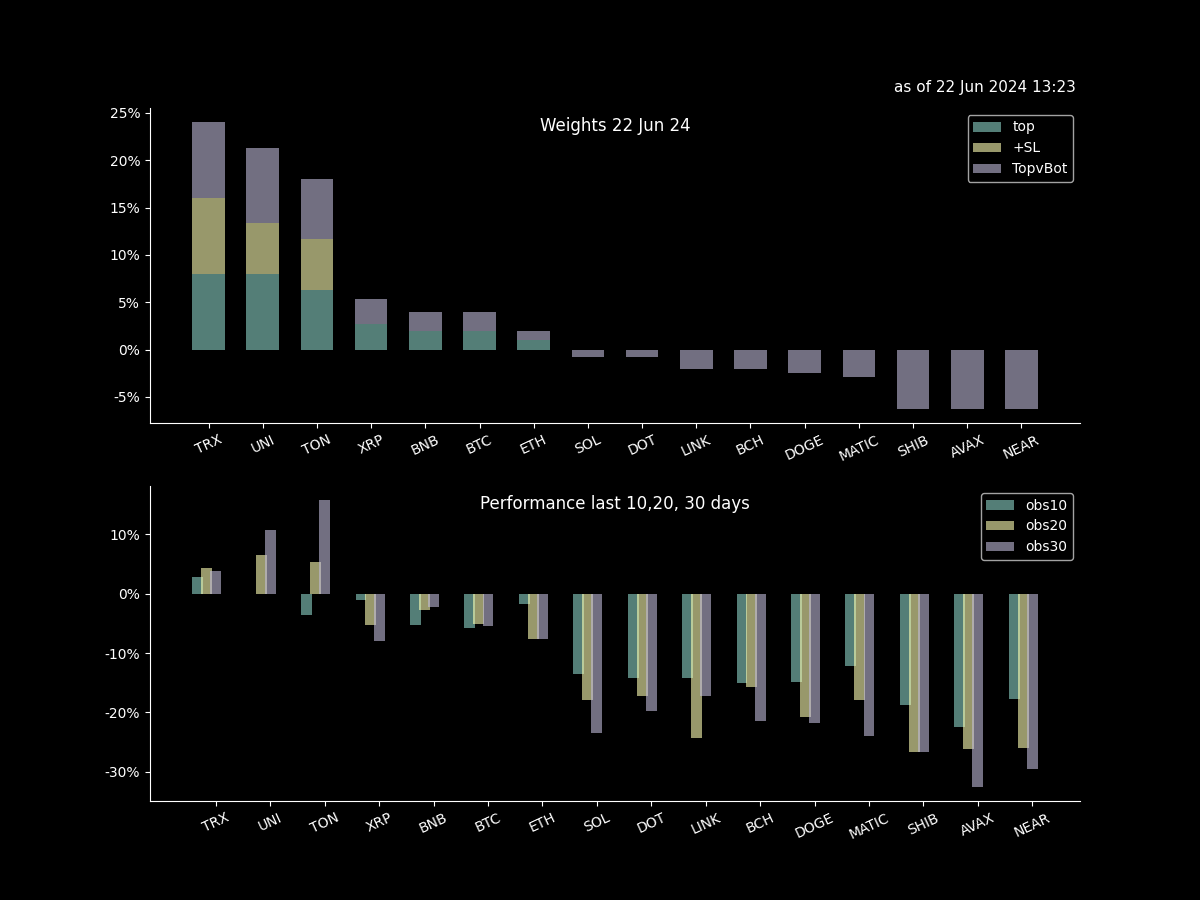 as of 22 Jun 2024 13:23
Weights 22 Jun 24
top
+SL
TopvBot
25%
20%
15%
10%
5%
0%
-5%
TRX UNI TON XRP BNB BTC ETH SOL DOT LINK BCH DOGE MATIC SHIB AVAX NEAR
Performance last 10,20, 30 days
obs10
obs20
obs30
10%
0%
-10%
-20%
-30%
TRX UNI TON XRP BNB BTC ETH SOL DOT LINK BCH DOGE MATIC SHIB AVAX NEAR